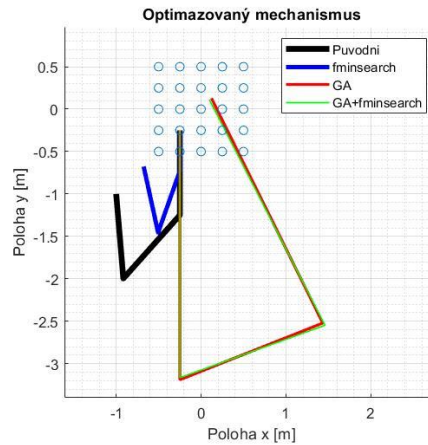 Optimazovaný mechanismus
Puvodni
fminsearch
GA
GA+fminsearch
Poloha y [m]
0.5
0
-0.5
-1
-1.5
-2
-2.5
-3
-1
0
1
2
Poloha x [m]